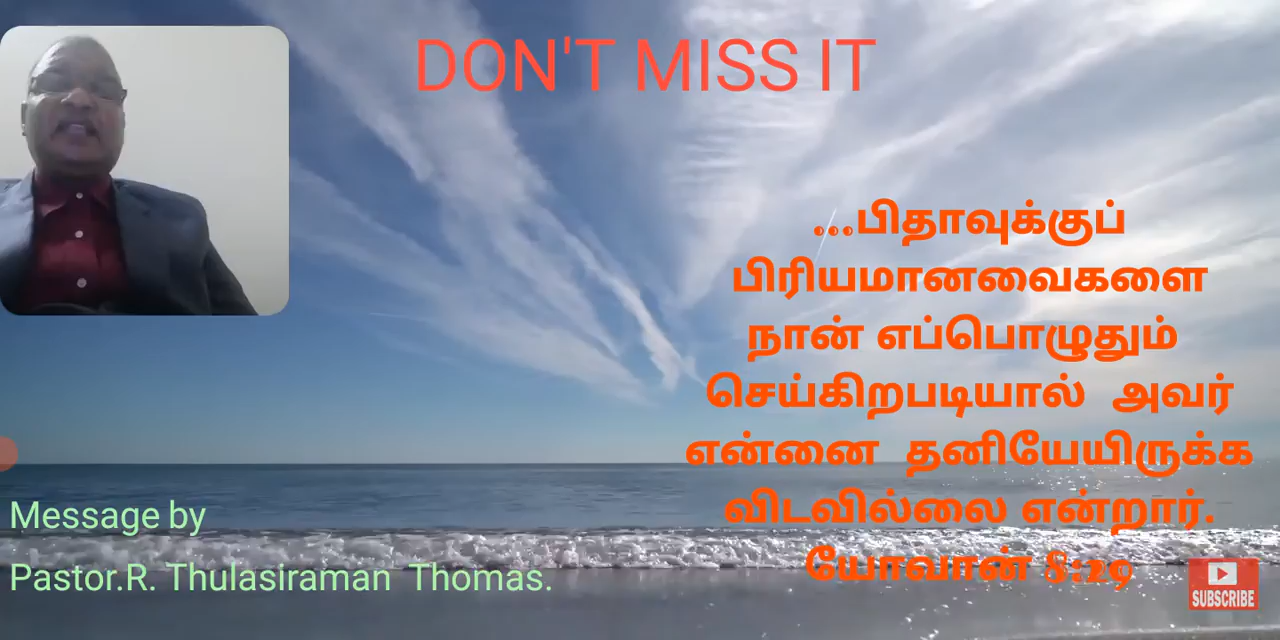 DON'T MISS IT
...பிதாவுக்குப்
பிரியமானவைகளை
நான் எப்பொழுதும்
செய்கிறபடியால் அவர்
என்னை தனியேயிருக்க
விடவில்லை என்றார்.
யோவான் 8:29
Message by
Pastor.R. Thulasiraman Thomas.
SUBSCRIBE